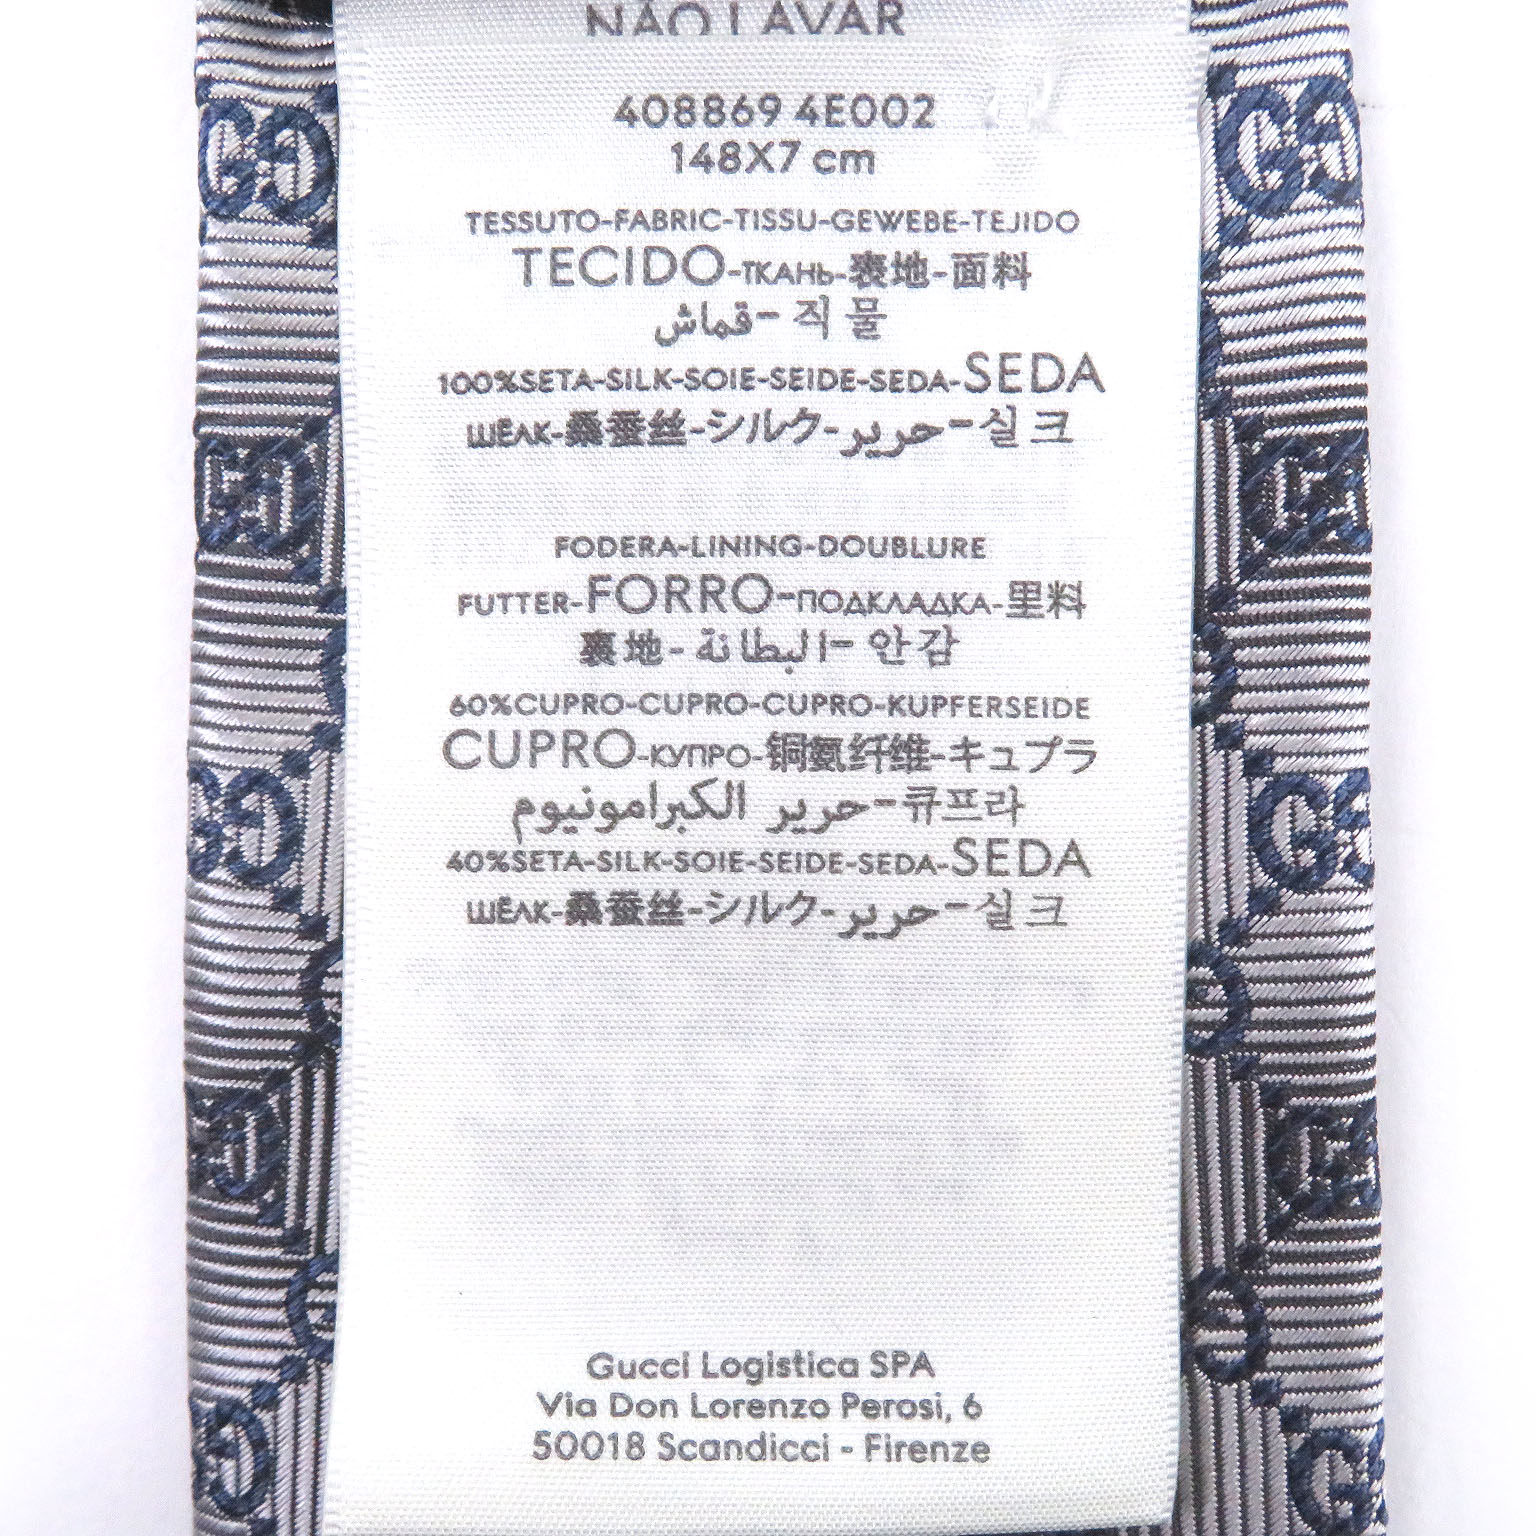 NÃO LAVAR
408869 4E002
148X7 cm
TESSUTO-FABRIC-TISSU-GEWEBE-TEJIDO
TECIDO-ТКАНЬ-裏地-面料
قماش-직물
100%SETA-SILK-SOIE-SEIDE-SEDA-SEDA
ШЁЛК-桑蚕丝-シルク-حرير-실크
FODERA-LINING-DOUBLURE
FUTTER-FORRO-ПОДКЛАДКА-里料
裏地-البطانة-안감
60%CUPRO-CUPRO-CUPRO-KUPFERSEIDE
CUPRO-КУПРО-铜氨纤维-キュプラ
حرير الكبرامونيوم-큐프라
40%SETA-SILK-SOIE-SEIDE-SEDA-SEDA
ШЁЛК-桑蚕丝-シルク-حرير-실크
Gucci Logistica SPA
Via Don Lorenzo Perosi, 6
50018 Scandicci - Firenze